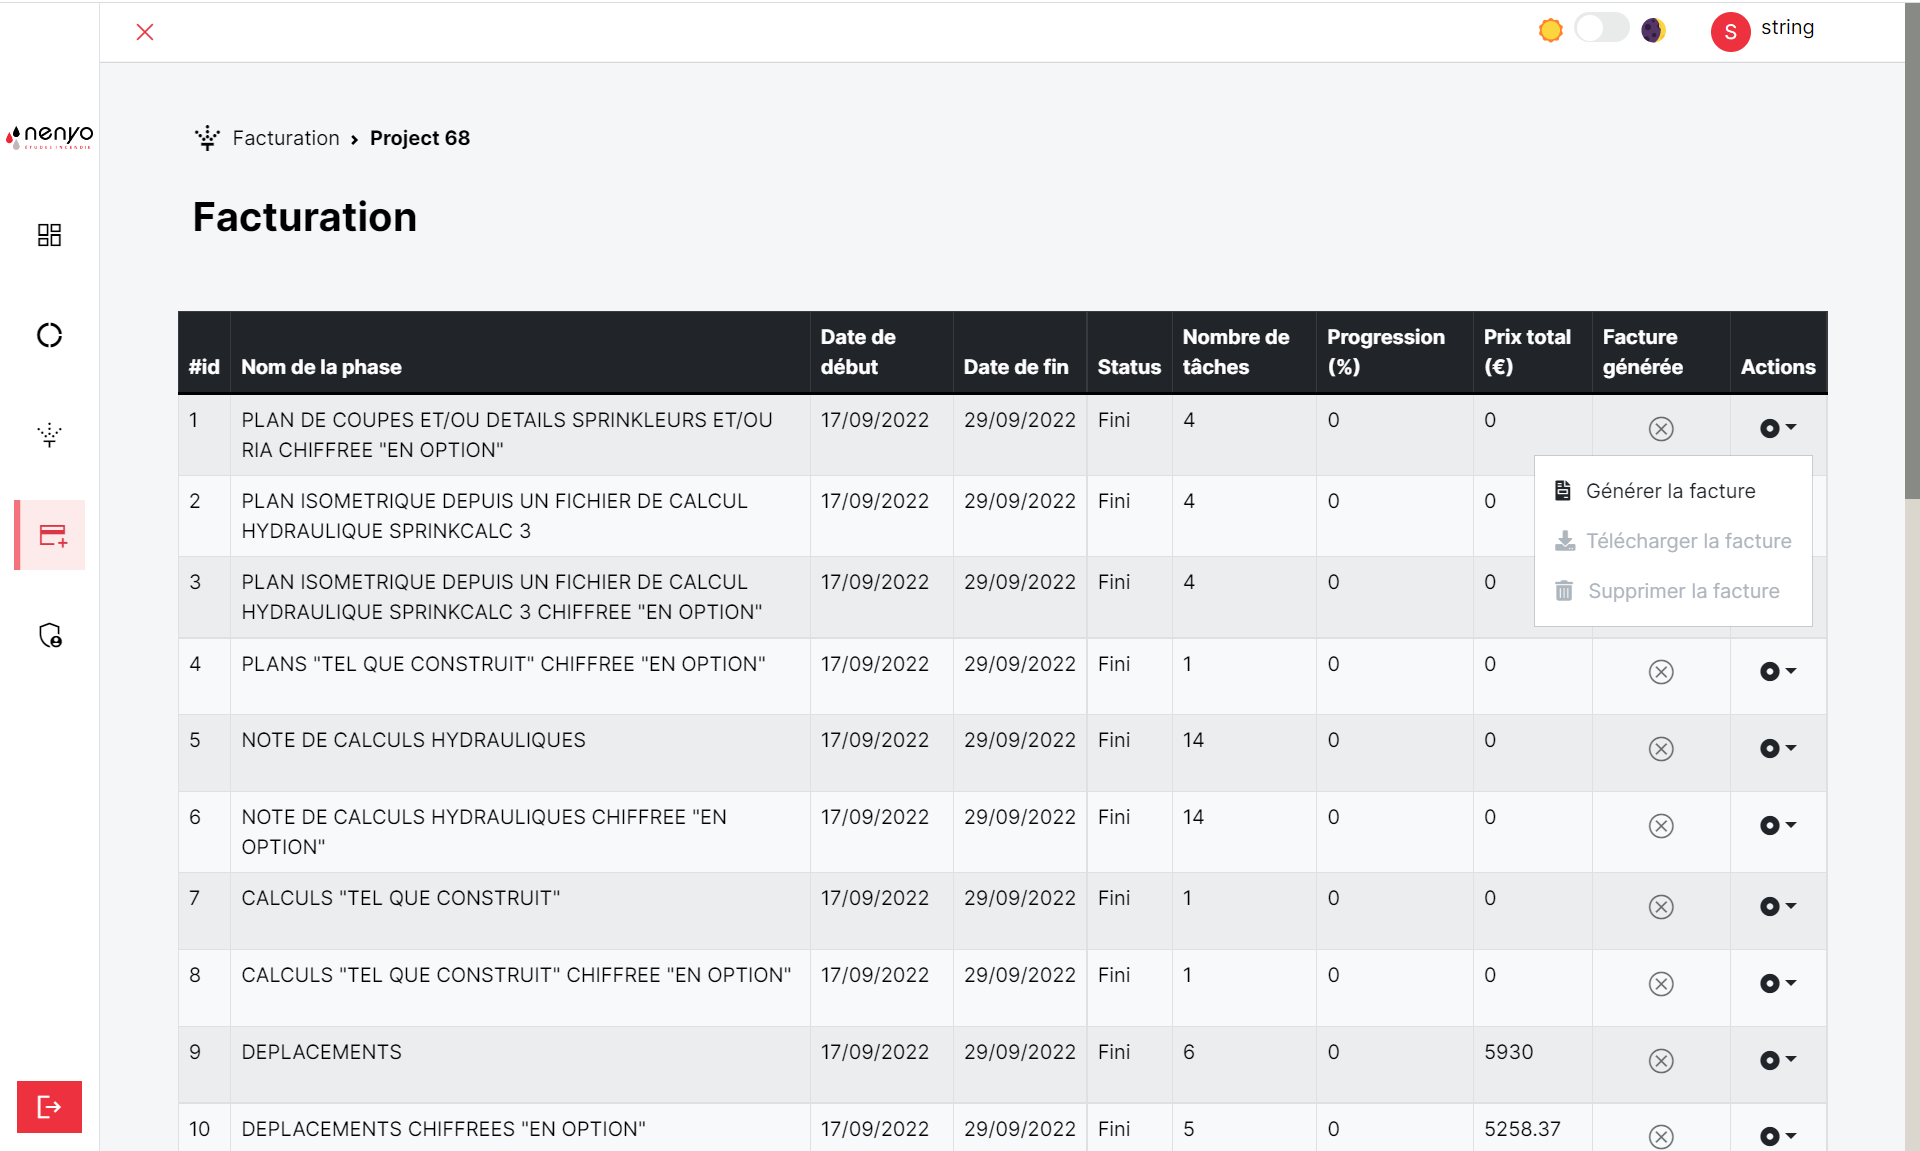 S string
nenyo
ETUDES INCENDIE
Facturation › Project 68
Facturation
#id Nom de la phase Date de début Date de fin Status Nombre de tâches Progression (%) Prix total (€) Facture générée Actions
1 PLAN DE COUPES ET/OU DETAILS SPRINKLEURS ET/OU 17/09/2022 29/09/2022 Fini 4 0 0
RIA CHIFFREE "EN OPTION"
Générer la facture
Télécharger la facture
Supprimer la facture
2 PLAN ISOMETRIQUE DEPUIS UN FICHIER DE CALCUL 17/09/2022 29/09/2022 Fini 4 0 0
HYDRAULIQUE SPRINKCALC 3
3 PLAN ISOMETRIQUE DEPUIS UN FICHIER DE CALCUL 17/09/2022 29/09/2022 Fini 4 0 0
HYDRAULIQUE SPRINKCALC 3 CHIFFREE "EN OPTION"
4 PLANS "TEL QUE CONSTRUIT" CHIFFREE "EN OPTION" 17/09/2022 29/09/2022 Fini 1 0 0
5 NOTE DE CALCULS HYDRAULIQUES 17/09/2022 29/09/2022 Fini 14 0 0
6 NOTE DE CALCULS HYDRAULIQUES CHIFFREE "EN 17/09/2022 29/09/2022 Fini 14 0 0
OPTION"
7 CALCULS "TEL QUE CONSTRUIT" 17/09/2022 29/09/2022 Fini 1 0 0
8 CALCULS "TEL QUE CONSTRUIT" CHIFFREE "EN OPTION" 17/09/2022 29/09/2022 Fini 1 0 0
9 DEPLACEMENTS 17/09/2022 29/09/2022 Fini 6 0 5930
10 DEPLACEMENTS CHIFFREES "EN OPTION" 17/09/2022 29/09/2022 Fini 5 0 5258.37